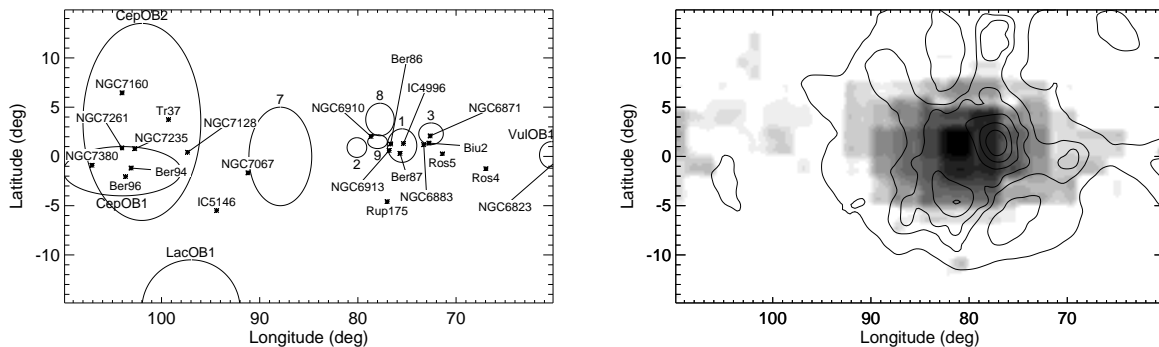 CepOB2
NGC7160
Tr37
NGC7261
NGC7235
NGC7128
NGC7380
Ber94
Ber96
CepOB1
IC5146
LacOB1
7
NGC7067
Ber86
IC4996
NGC6910
8
1
3
NGC6871
VulOB1
2
9
Biu2
Ros5
NGC6913
Ber87
NGC6883
Ros4
Rup175
NGC6823
10
5
0
-5
-10
Latitude (deg)
100
90
80
70
Longitude (deg)
10
5
0
-5
-10
Latitude (deg)
100
90
80
70
Longitude (deg)